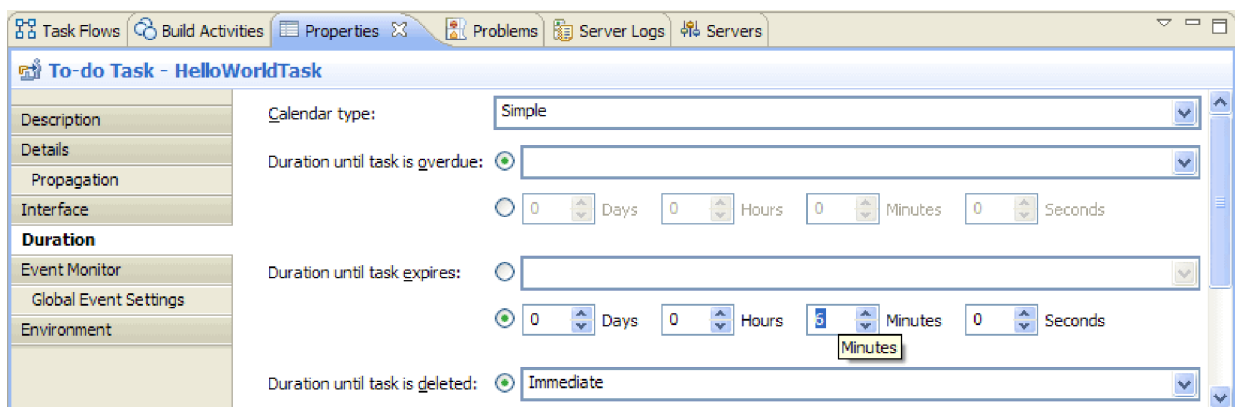 Task Flows Build Activities Properties Problems Server Logs Servers
To-do Task - HelloWorldTask
Description
Details
Propagation
Interface
Duration
Event Monitor
Global Event Settings
Environment
Calendar type: Simple
Duration until task is overdue:
0 Days 0 Hours 0 Minutes 0 Seconds
Duration until task expires:
0 Days 0 Hours Minutes 0 Seconds
Minutes
Duration until task is deleted: Immediate